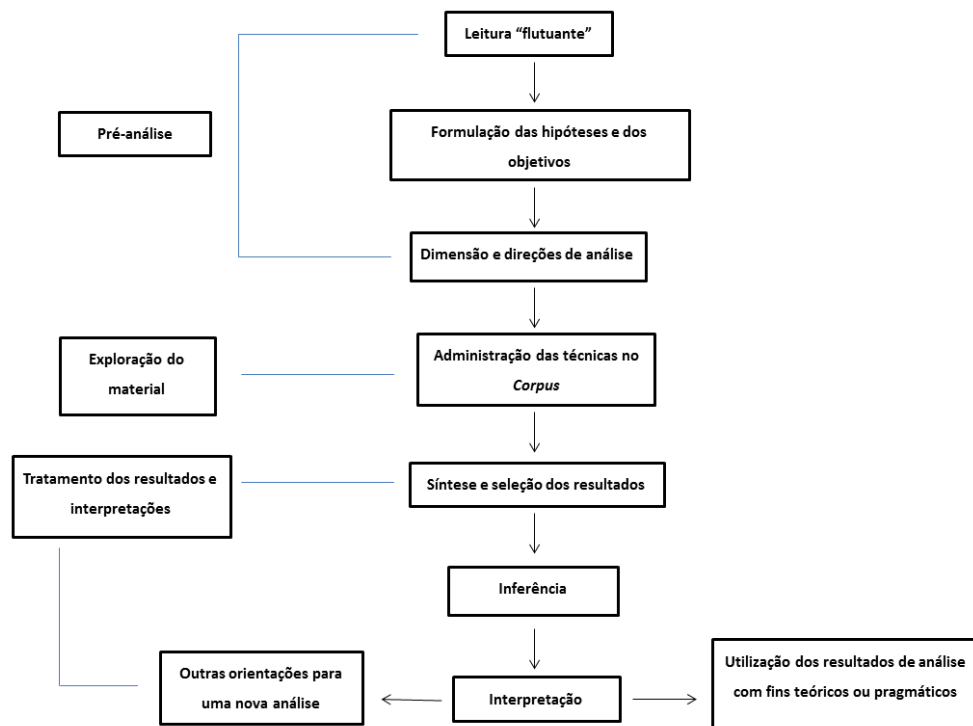 Leitura “flutuante”
Pré-análise
Formulação das hipóteses e dos
objetivos
Dimensão e direções de análise
Exploração do
material
Administração das técnicas no
Corpus
Tratamento dos resultados e
interpretações
Síntese e seleção dos resultados
Inferência
Outras orientações para
uma nova análise
Interpretação
Utilização dos resultados de análise
com fins teóricos ou pragmáticos